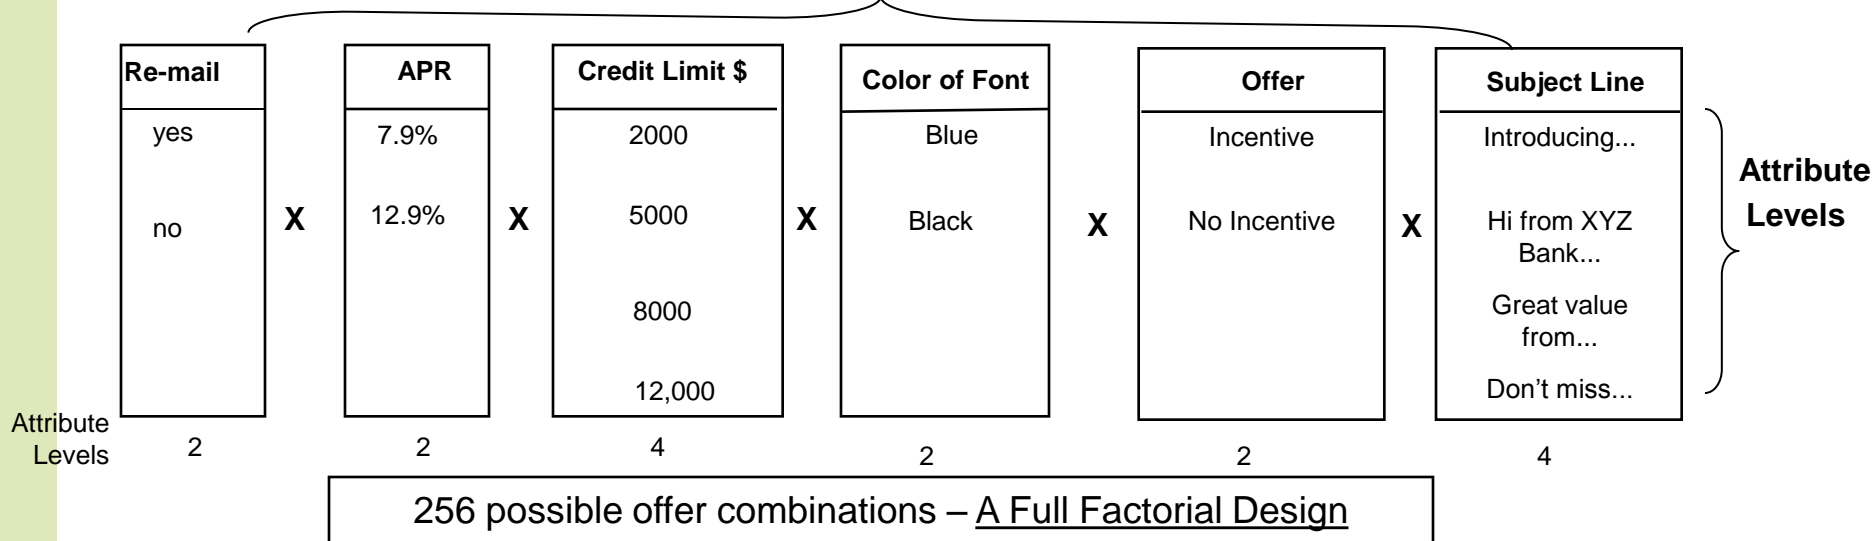 Re-mail
APR
Credit Limit $
Color of Font
Offer
Subject Line
yes
7.9%
2000
Blue
Incentive
Introducing...
no
X
12.9%
X
5000
X
Black
X
No Incentive
X
Hi from XYZ
Bank...
8000
Great value
from...
12,000
Don’t miss...
Attribute
Levels
Attribute
Levels
2
2
4
2
2
4
256 possible offer combinations – A Full Factorial Design